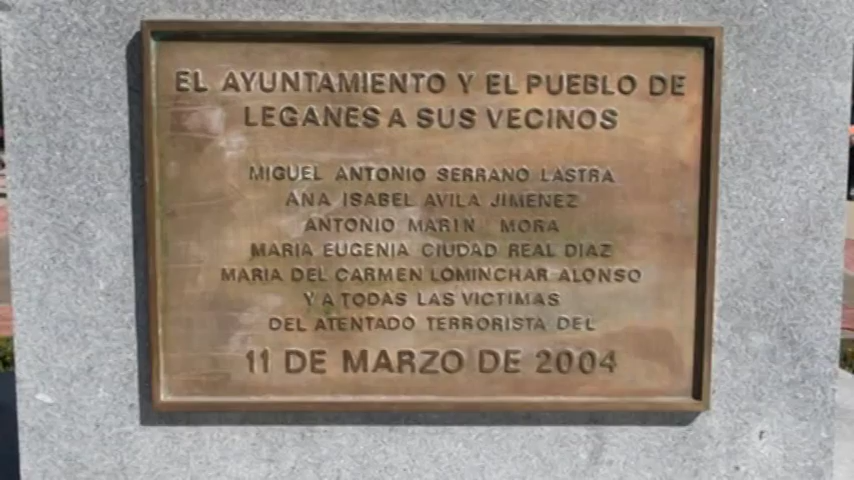 EL AYUNTAMIENTO Y EL PUEBLO DE
LEGANES A SUS VECINOS
MIGUEL ANTONIO SERRANO LASTRA
ANA ISABEL AVILA JIMENEZ
ANTONIO MARIN MORA
MARIA EUGENIA CIUDAD REAL DIAZ
MARIA DEL CARMEN LOMINCHAR ALONSO
Y A TODAS LAS VICTIMAS
DEL ATENTADO TERRORISTA DEL
11 DE MARZO DE 2004